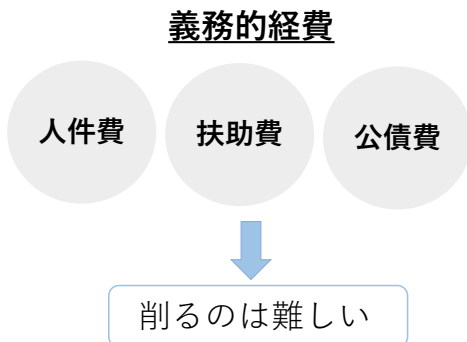 義務的経費
人件費 扶助費 公債費
削るのは難しい